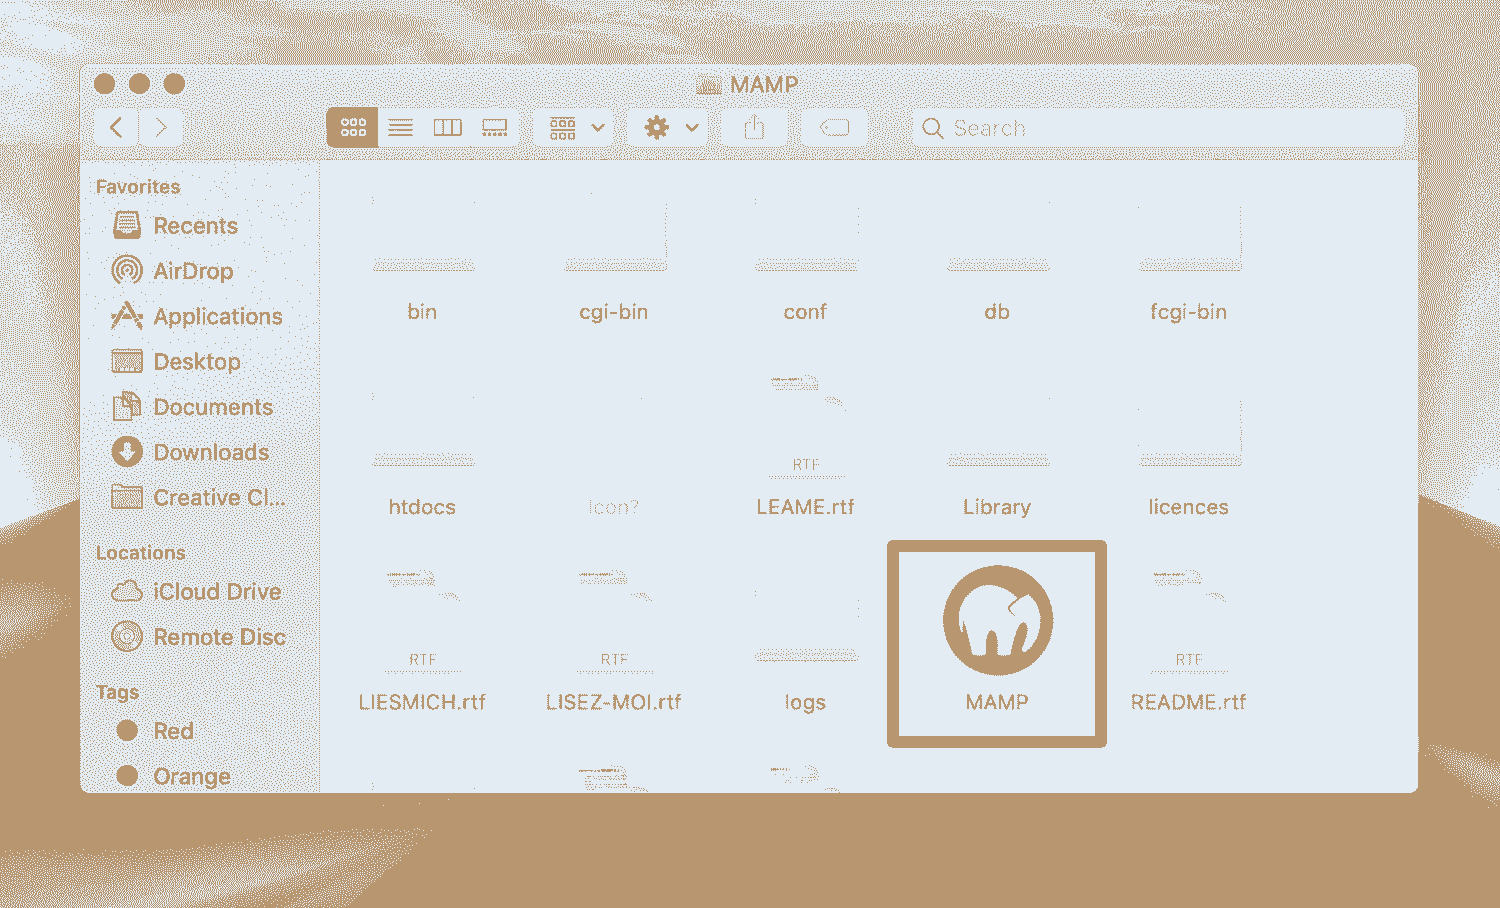 MAMP
Search
Favorites
Recents
AirDrop
Applications
Desktop
Documents
Downloads
Creative Cl...
Locations
iCloud Drive
Remote Disc
Tags
Red
Orange
bin
cgi-bin
conf
db
fcgi-bin
htdocs
Icon?
RTF
LEAME.rtf
Library
licences
RTF
LIESMICH.rtf
RTF
LISEZ-MOI.rtf
logs
MAMP
RTF
README.rtf